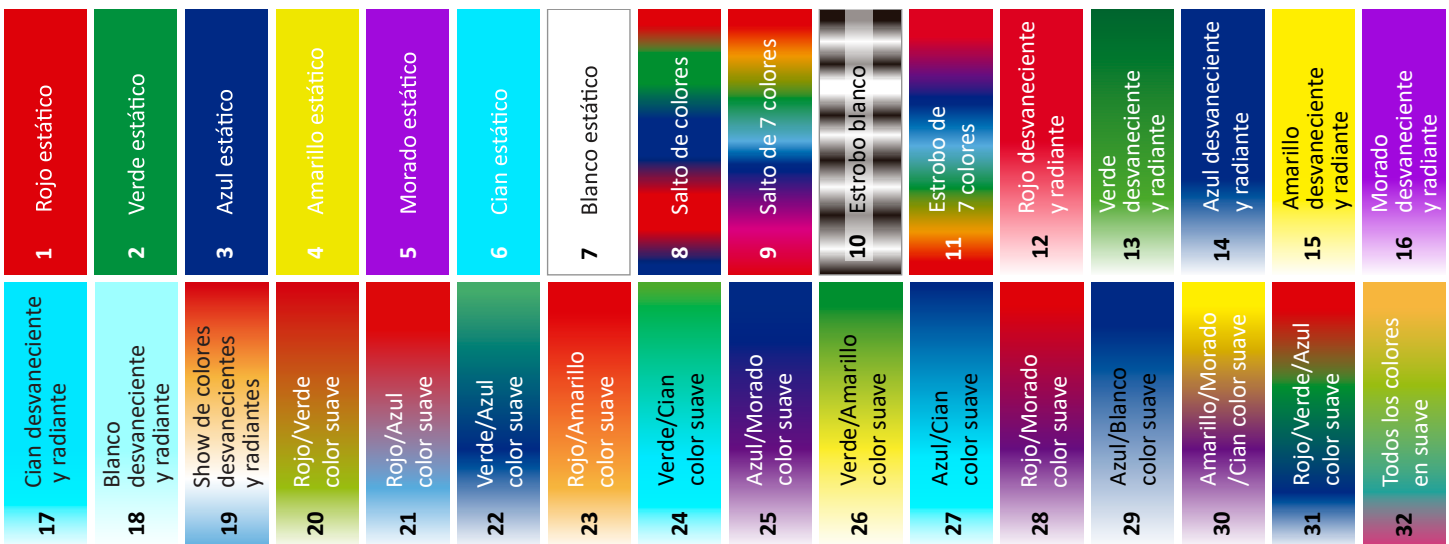 1 Rojo estático
2 Verde estático
3 Azul estático
4 Amarillo estático
5 Morado estático
6 Cian estático
7 Blanco estático
8 Salto de colores
9 Salto de 7 colores
10 Estrobo blanco
11 Estrobo de
7 colores
12 Rojo desvaneciente
y radiante
13 Verde
desvaneciente
y radiante
14 Azul desvaneciente
y radiante
15 Amarillo
desvaneciente
y radiante
16 Morado
desvaneciente
y radiante
17 Cian desvaneciente
y radiante
18 Blanco
desvaneciente
y radiante
19 Show de colores
desvanecientes
y radiantes
20 Rojo/Verde
color suave
21 Rojo/Azul
color suave
22 Verde/Azul
color suave
23 Rojo/Amarillo
color suave
24 Verde/Cian
color suave
25 Azul/Morado
color suave
26 Verde/Amarillo
color suave
27 Azul/Cian
color suave
28 Rojo/Morado
color suave
29 Azul/Blanco
color suave
30 Amarillo/Morado
/Cian color suave
31 Rojo/Verde/Azul
color suave
32 Todos los colores
en suave